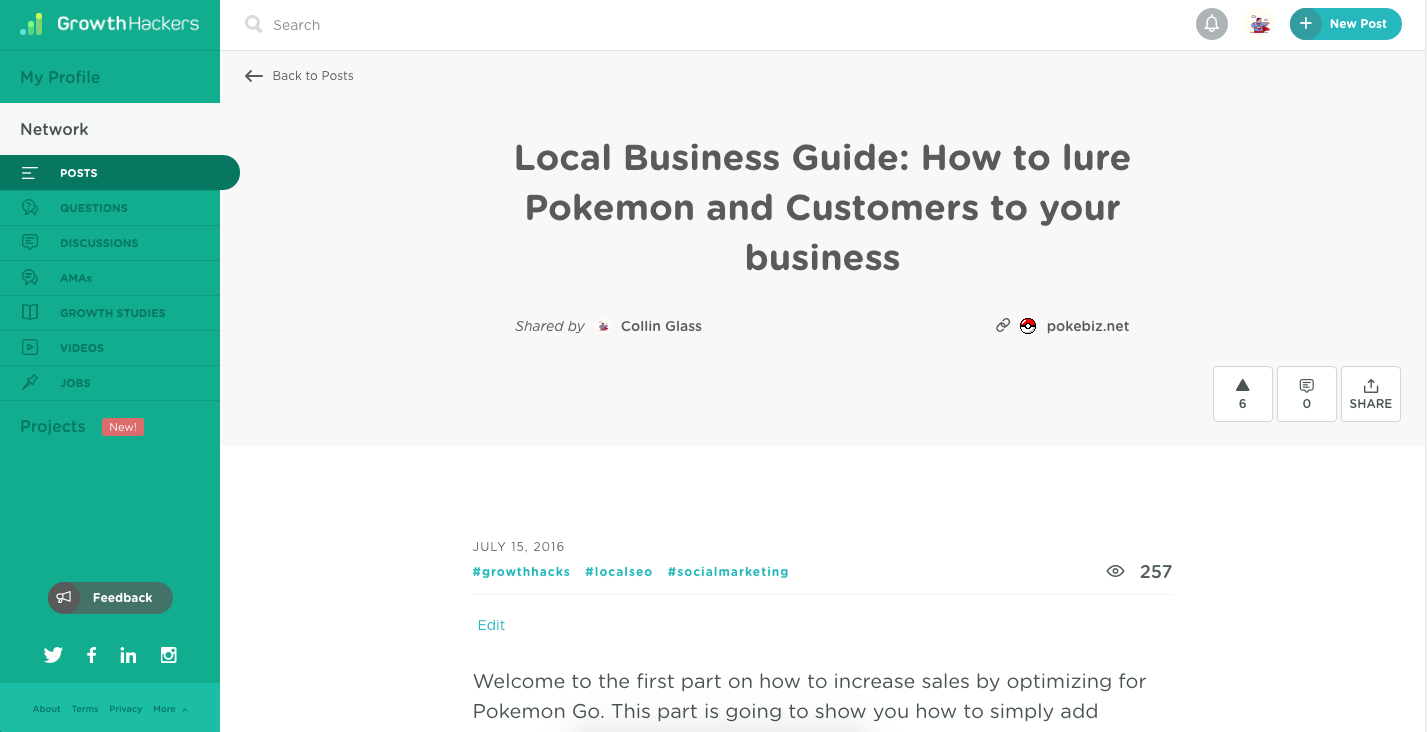 GrowthHackers
Search
New Post
My Profile
Back to Posts
Network
POSTS
QUESTIONS
DISCUSSIONS
AMAs
GROWTH STUDIES
VIDEOS
JOBS
Projects New!
Feedback
About Terms Privacy More
Local Business Guide: How to lure
Pokemon and Customers to your
business
Shared by Collin Glass
pokebiz.net
6
0
SHARE
JULY 15, 2016
#growthhacks #localseo #socialmarketing
257
Edit
Welcome to the first part on how to increase sales by optimizing for
Pokemon Go. This part is going to show you how to simply add